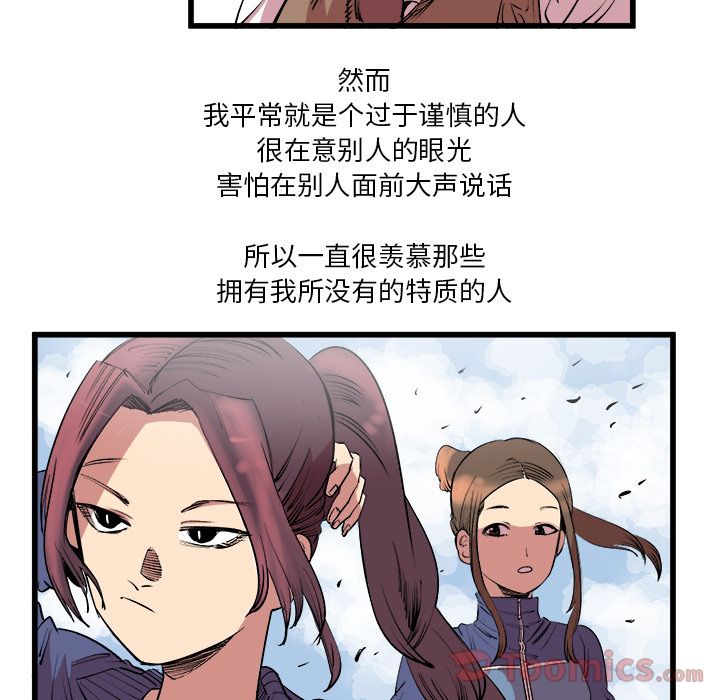 然而
我平常就是个过于谨慎的人
很在意别人的眼光
害怕在别人面前大声说话
所以一直很羡慕那些
拥有我所没有的特质的人
Toomics.com